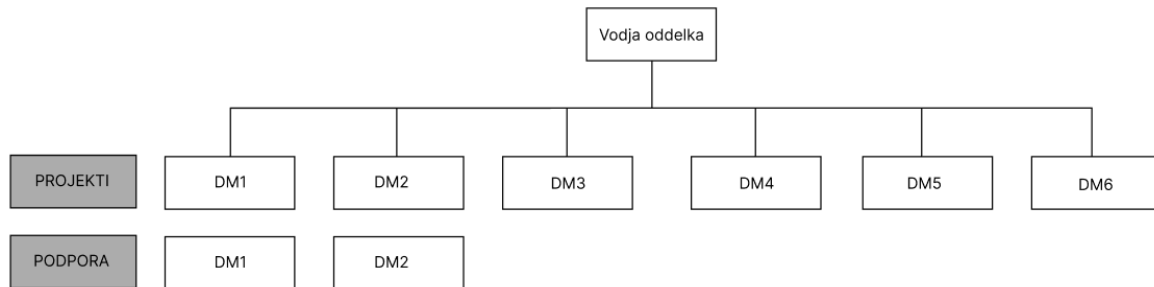 Vodja oddelka
PROJEKTI
DM1
DM2
DM3
DM4
DM5
DM6
PODPORA
DM1
DM2